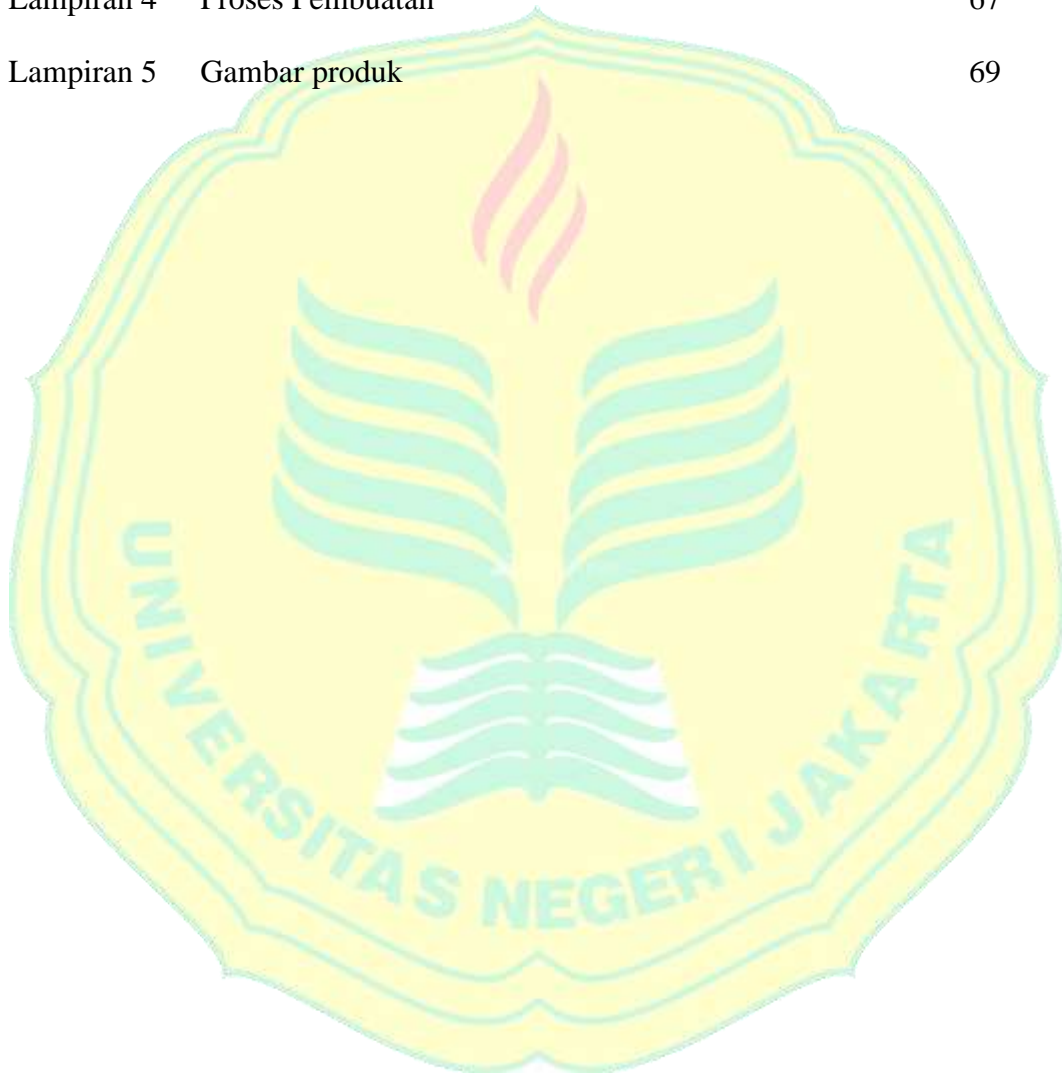 Lampiran 4 Proses Pembuatan 67
Lampiran 5 Gambar produk 69
UNIVERSITAS NEGERI JAKARTA